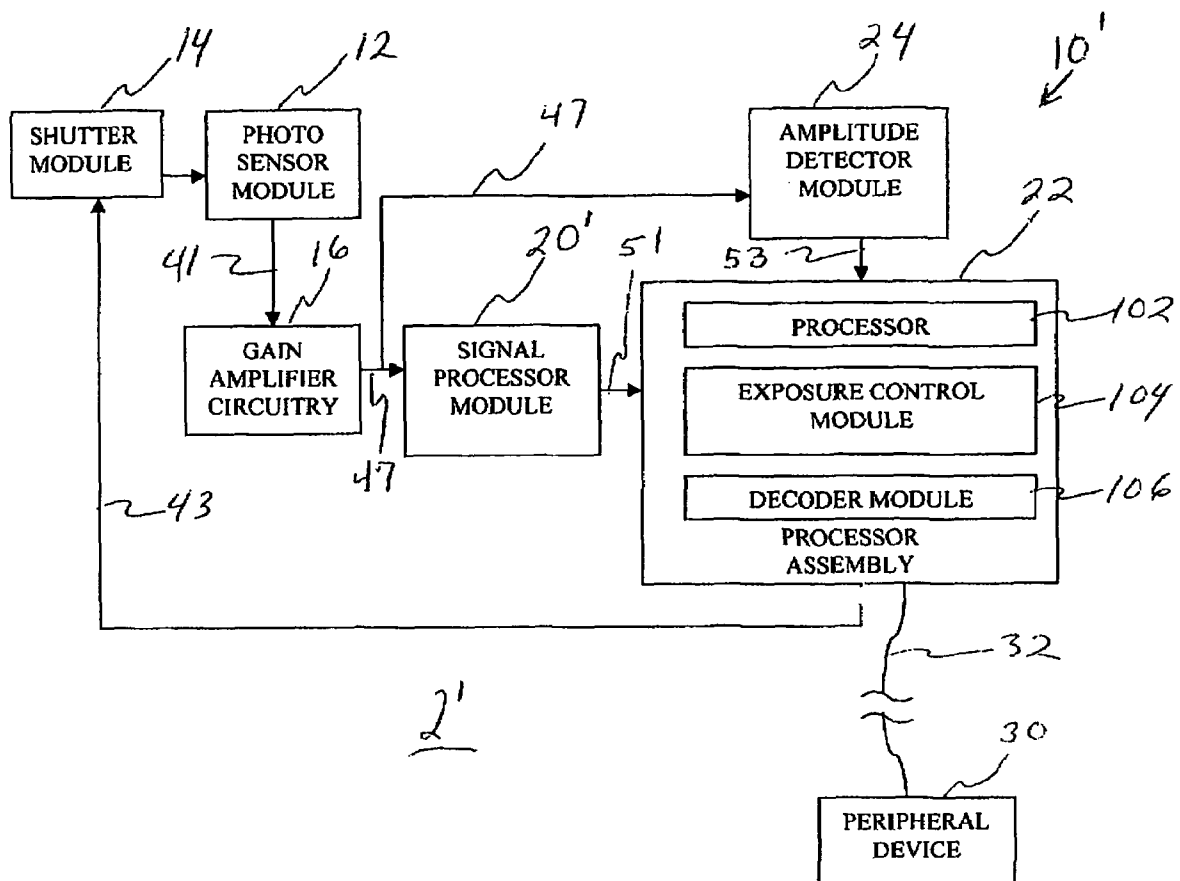 14
12
24
10'
SHUTTER
MODULE
PHOTO
SENSOR
MODULE
47
AMPLITUDE
DETECTOR
MODULE
22
41
16
20'
51
53
GAIN
AMPLIFIER
CIRCUITRY
SIGNAL
PROCESSOR
MODULE
PROCESSOR
102
EXPOSURE CONTROL
MODULE
104
47
43
DECODER MODULE
106
PROCESSOR
ASSEMBLY
32
2'
30
PERIPHERAL
DEVICE